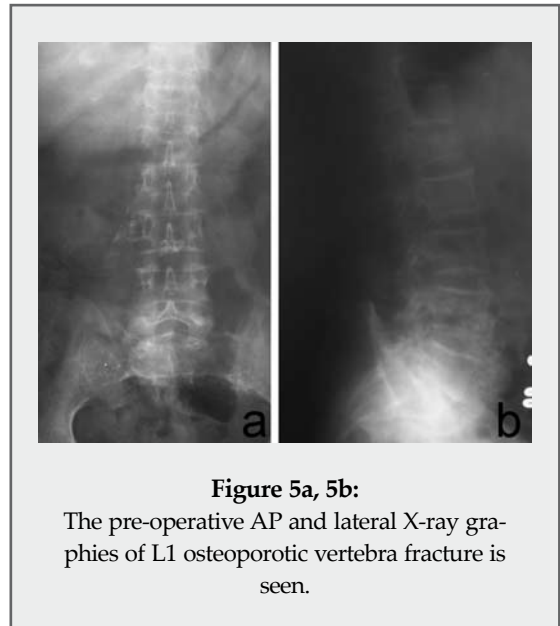 a
b
Figure 5a, 5b:
The pre-operative AP and lateral X-ray gra-
phies of L1 osteoporotic vertebra fracture is
seen.